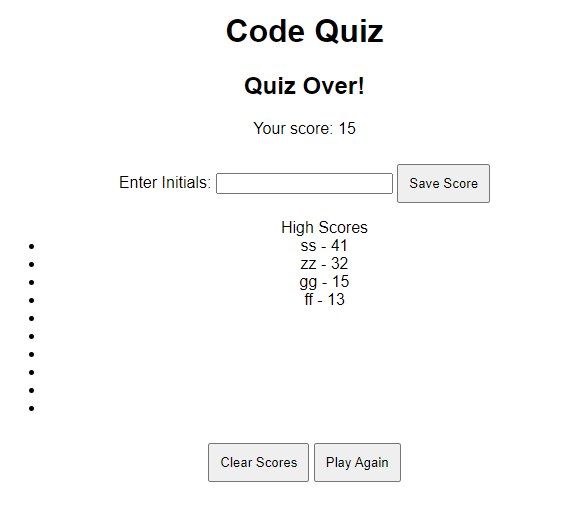 Code Quiz
Quiz Over!
Your score: 15
Enter Initials: Save Score
High Scores
ss - 41
zz - 32
gg - 15
ff - 13
Clear Scores Play Again